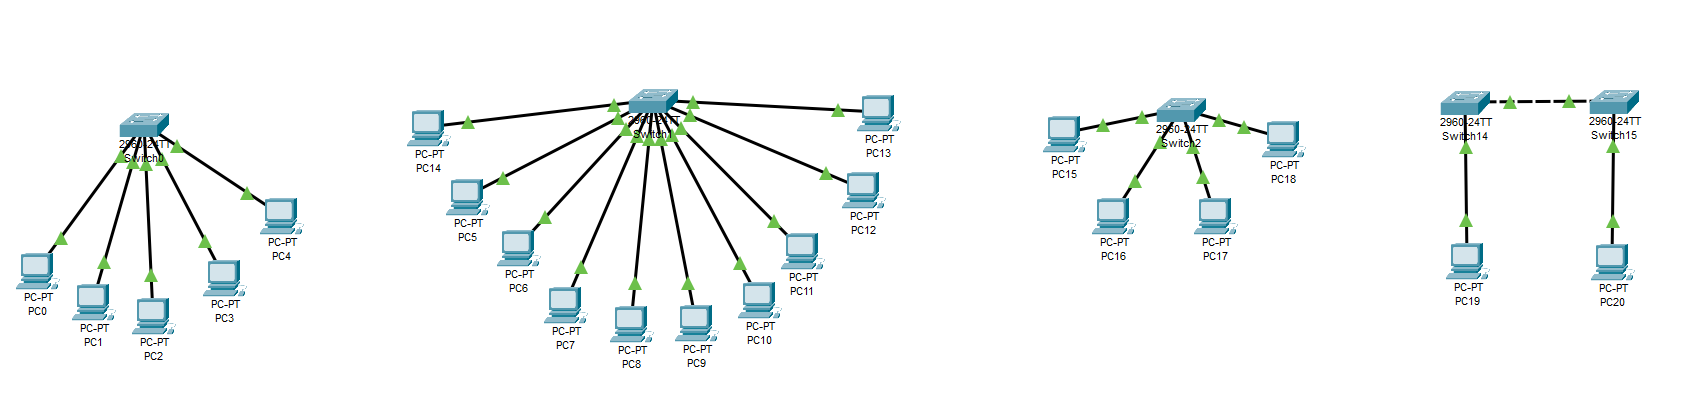 2960-24TT
Switch0
PC-PT
PC0
PC-PT
PC1
PC-PT
PC2
PC-PT
PC3
PC-PT
PC4
2960-24TT
Switch1
PC-PT
PC14
PC-PT
PC5
PC-PT
PC6
PC-PT
PC7
PC-PT
PC8
PC-PT
PC9
PC-PT
PC10
PC-PT
PC11
PC-PT
PC12
PC-PT
PC13
2960-24TT
Switch2
PC-PT
PC15
PC-PT
PC16
PC-PT
PC17
PC-PT
PC18
2960-24TT
Switch14
2960-24TT
Switch15
PC-PT
PC19
PC-PT
PC20